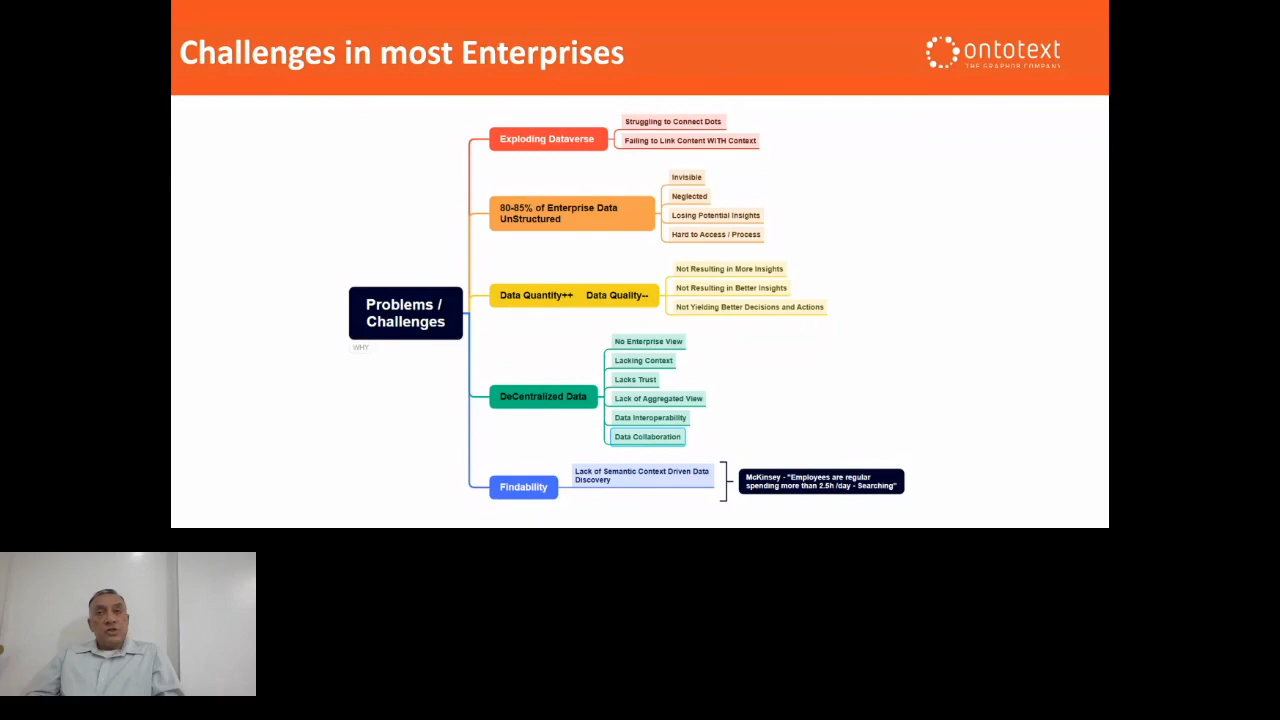 Challenges in most Enterprises
ontotext
THE GRAPHDB COMPANY
Exploding Dataverse
Struggling to Connect Dots
Failing to Link Content WITH Context
80-85% of Enterprise Data
UnStructured
Invisible
Neglected
Losing Potential Insights
Hard to Access / Process
Data Quantity++ Data Quality--
Not Resulting in More Insights
Not Resulting in Better Insights
Not Yielding Better Decisions and Actions
Problems /
Challenges
WHY
DeCentralized Data
No Enterprise View
Lacking Context
Lacks Trust
Lack of Aggregated View
Data Interoperability
Data Collaboration
Findability
Lack of Semantic Context Driven Data
Discovery
McKinsey - "Employees are regular
spending more than 2.5h /day - Searching"